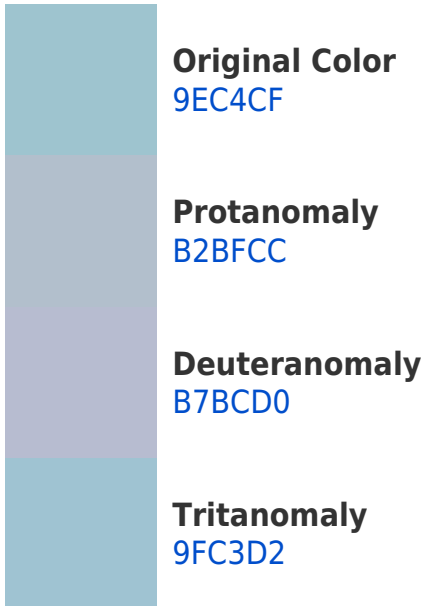 Original Color
9EC4CF
Protanomaly
B2BFCC
Deuteranomaly
B7BCD0
Tritanomaly
9FC3D2